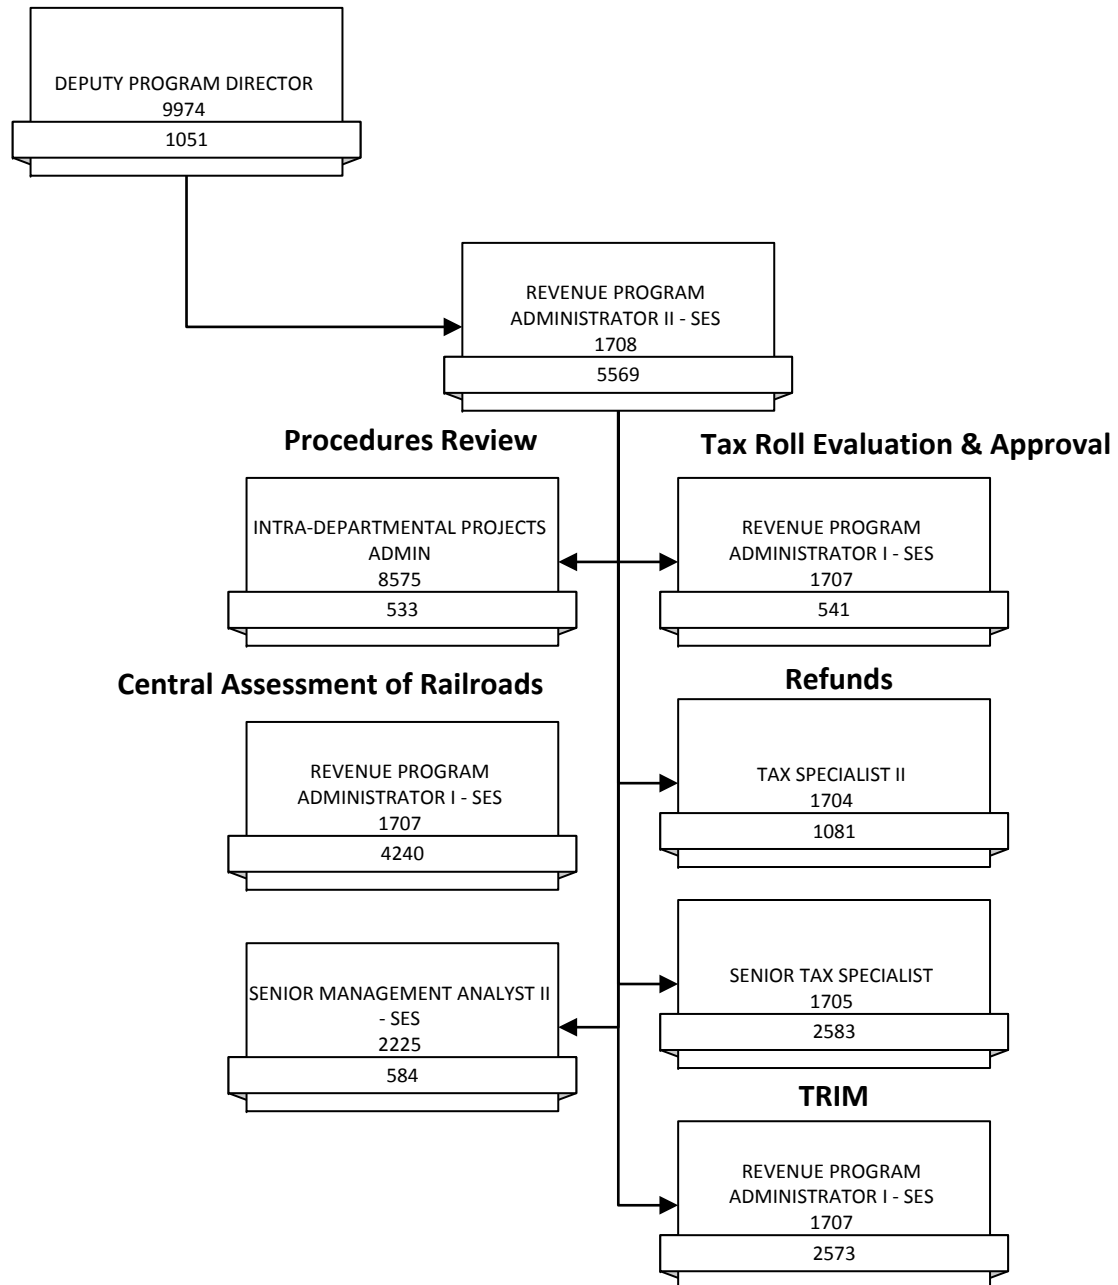 DEPUTY PROGRAM DIRECTOR
9974
1051
REVENUE PROGRAM
ADMINISTRATOR II - SES
1708
5569
Procedures Review
Tax Roll Evaluation & Approval
INTRA-DEPARTMENTAL PROJECTS
ADMIN
8575
533
REVENUE PROGRAM
ADMINISTRATOR I - SES
1707
541
Central Assessment of Railroads
Refunds
REVENUE PROGRAM
ADMINISTRATOR I - SES
1707
4240
TAX SPECIALIST II
1704
1081
SENIOR MANAGEMENT ANALYST II
- SES
2225
584
SENIOR TAX SPECIALIST
1705
2583
TRIM
REVENUE PROGRAM
ADMINISTRATOR I - SES
1707
2573